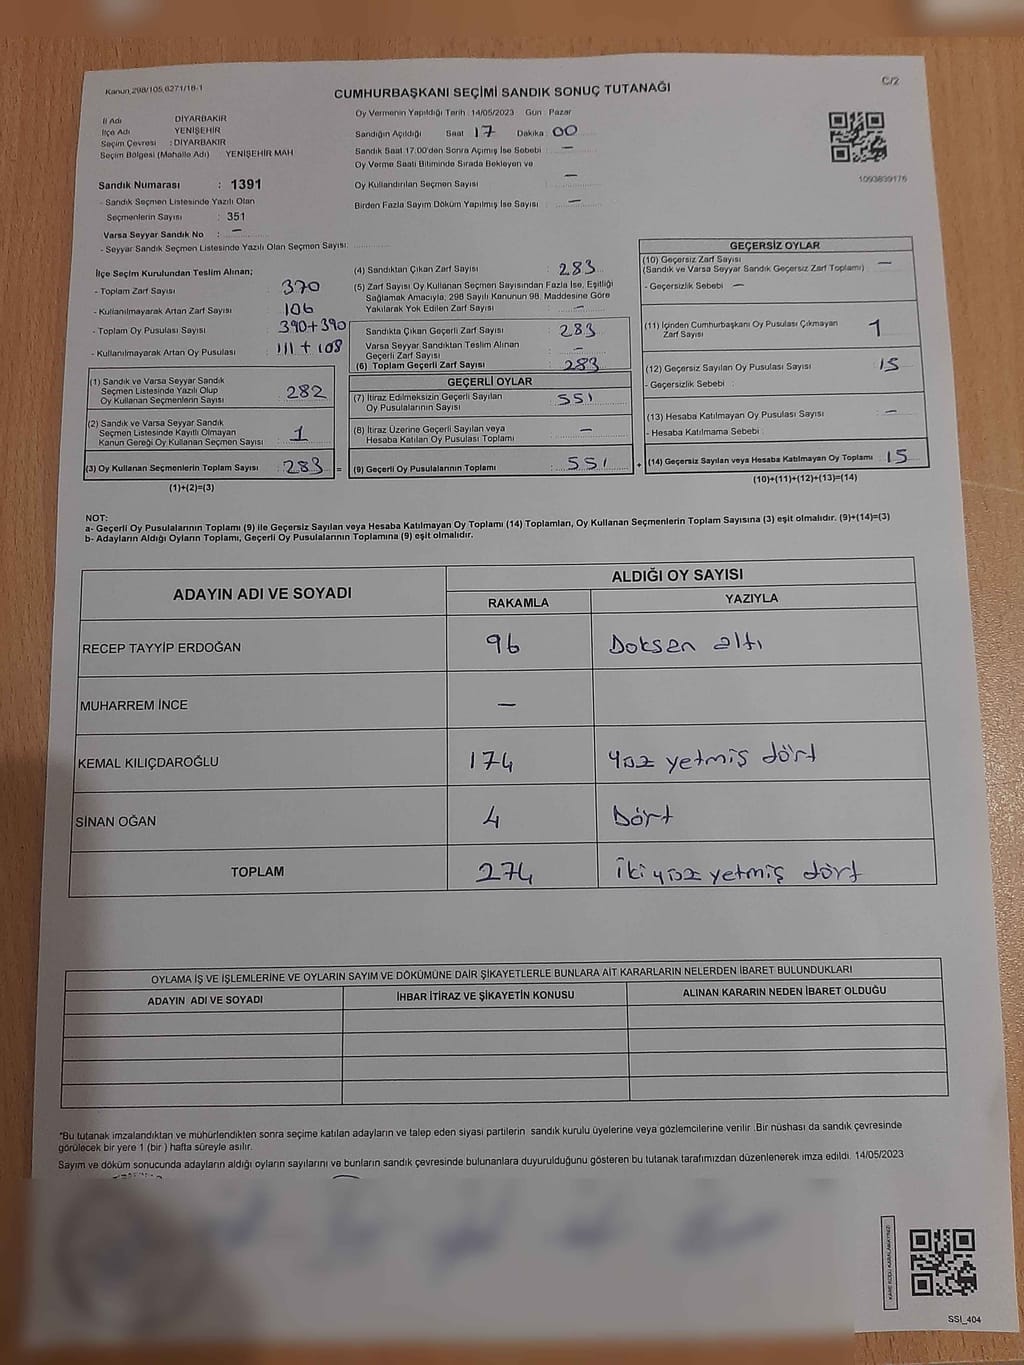 Kanun 298/105,6271/18-1
C/2
CUMHURBAŞKANI SEÇİMİ SANDIK SONUÇ TUTANAĞI
İl Adı DİYARBAKIR
İlçe Adı YENİŞEHİR
Seçim Çevresi : DİYARBAKIR
Seçim Bölgesi (Mahalle Adı) YENİŞEHİR MAH
Oy Vermenin Yapıldığı Tarih : 14/05/2023 Gün : Pazar
Sandığın Açıldığı Saat 17 Dakika 00
Sandık Saat 17:00'den Sonra Açılmış İse Sebebi : —
Oy Verme Saati Bitiminde Sırada Bekleyen ve
Oy Kullandırılan Seçmen Sayısı : —
Birden Fazla Sayım Döküm Yapılmış İse Sayısı : —
1093839176
Sandık Numarası : 1391
- Sandık Seçmen Listesinde Yazılı Olan
Seçmenlerin Sayısı : 351
Varsa Seyyar Sandık No : —
- Seyyar Sandık Seçmen Listesinde Yazılı Olan Seçmen Sayısı:
İlçe Seçim Kurulundan Teslim Alınan;
- Toplam Zarf Sayısı : 370
- Kullanılmayarak Artan Zarf Sayısı : 106
- Toplam Oy Pusulası Sayısı : 390+390
- Kullanılmayarak Artan Oy Pusulası : 111 + 108
(1) Sandık ve Varsa Seyyar Sandık
Seçmen Listesinde Yazılı Olup
Oy Kullanan Seçmenlerin Sayısı : 282
(2) Sandık ve Varsa Seyyar Sandık
Seçmen Listesinde Kayıtlı Olmayan
Kanun Gereği Oy Kullanan Seçmen Sayısı : 1
(3) Oy Kullanan Seçmenlerin Toplam Sayısı : 283 =
(1)+(2)=(3)
(4) Sandıktan Çıkan Zarf Sayısı : 283
(5) Zarf Sayısı Oy Kullanan Seçmen Sayısından Fazla İse, Eşitliği
Sağlamak Amacıyla, 298 Sayılı Kanunun 98. Maddesine Göre
Yakılarak Yok Edilen Zarf Sayısı : —
Sandıkta Çıkan Geçerli Zarf Sayısı : 283
Varsa Seyyar Sandıktan Teslim Alınan
Geçerli Zarf Sayısı : —
(6) Toplam Geçerli Zarf Sayısı : 283
GEÇERLİ OYLAR
(7) İtiraz Edilmeksizin Geçerli Sayılan
Oy Pusulalarının Sayısı : 551
(8) İtiraz Üzerine Geçerli Sayılan veya
Hesaba Katılan Oy Pusulası Toplamı : —
(9) Geçerli Oy Pusulalarının Toplamı : 551 +
GEÇERSİZ OYLAR
(10) Geçersiz Zarf Sayısı
(Sandık ve Varsa Seyyar Sandık Geçersiz Zarf Toplamı) —
- Geçersizlik Sebebi : —
(11) İçinden Cumhurbaşkanı Oy Pusulası Çıkmayan
Zarf Sayısı 1
(12) Geçersiz Sayılan Oy Pusulası Sayısı 15
- Geçersizlik Sebebi :
(13) Hesaba Katılmayan Oy Pusulası Sayısı —
- Hesaba Katılmama Sebebi :
(14) Geçersiz Sayılan veya Hesaba Katılmayan Oy Toplamı 15
(10)+(11)+(12)+(13)=(14)
NOT:
a- Geçerli Oy Pusulalarının Toplamı (9) ile Geçersiz Sayılan veya Hesaba Katılmayan Oy Toplamı (14) Toplamları, Oy Kullanan Seçmenlerin Toplam Sayısına (3) eşit olmalıdır. (9)+(14)=(3)
b- Adayların Aldığı Oyların Toplamı, Geçerli Oy Pusulalarının Toplamına (9) eşit olmalıdır.
ADAYIN ADI VE SOYADI ALDIĞI OY SAYISI
RAKAMLA YAZIYLA
RECEP TAYYİP ERDOĞAN 96 Doksan altı
MUHARREM İNCE —
KEMAL KILIÇDAROĞLU 174 Yüz yetmiş dört
SİNAN OĞAN 4 Dört
TOPLAM 274 İki yüz yetmiş dört
OYLAMA İŞ VE İŞLEMLERİNE VE OYLARIN SAYIM VE DÖKÜMÜNE DAİR ŞİKAYETLERLE BUNLARA AİT KARARLARIN NELERDEN İBARET BULUNDUKLARI
ADAYIN ADI VE SOYADI İHBAR İTİRAZ VE ŞİKAYETİN KONUSU ALINAN KARARIN NEDEN İBARET OLDUĞU
*Bu tutanak imzalandıktan ve mühürlendikten sonra seçime katılan adayların ve talep eden siyasi partilerin sandık kurulu üyelerine veya gözlemcilerine verilir .Bir nüshası da sandık çevresinde
görülecek bir yere 1 (bir ) hafta süreyle asılır.
Sayım ve döküm sonucunda adayların aldığı oyların sayılarını ve bunların sandık çevresinde bulunanlara duyurulduğunu gösteren bu tutanak tarafımızdan düzenlenerek imza edildi. 14/05/2023
KARE KODU KARALAMAYINIZ!
SSI_404